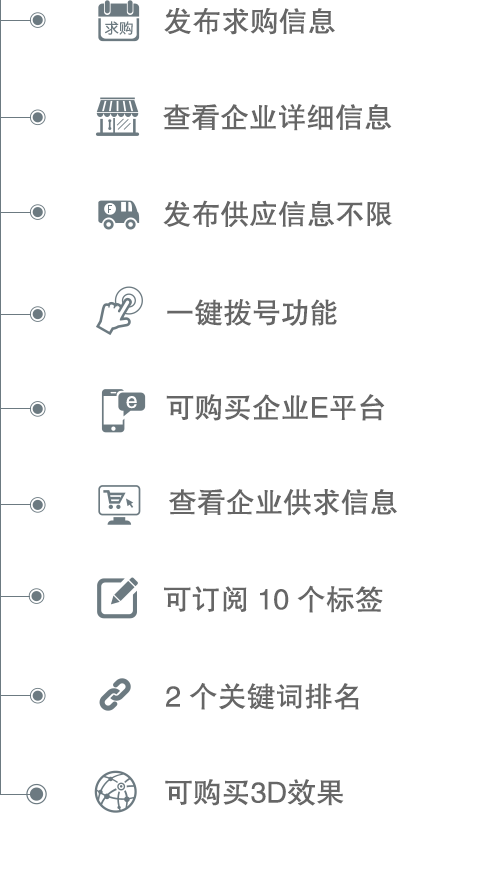 求购
发布求购信息
查看企业详细信息
F
发布供应信息不限
一键拨号功能
e
可购买企业E平台
查看企业供求信息
可订阅 10 个标签
2 个关键词排名
可购买3D效果